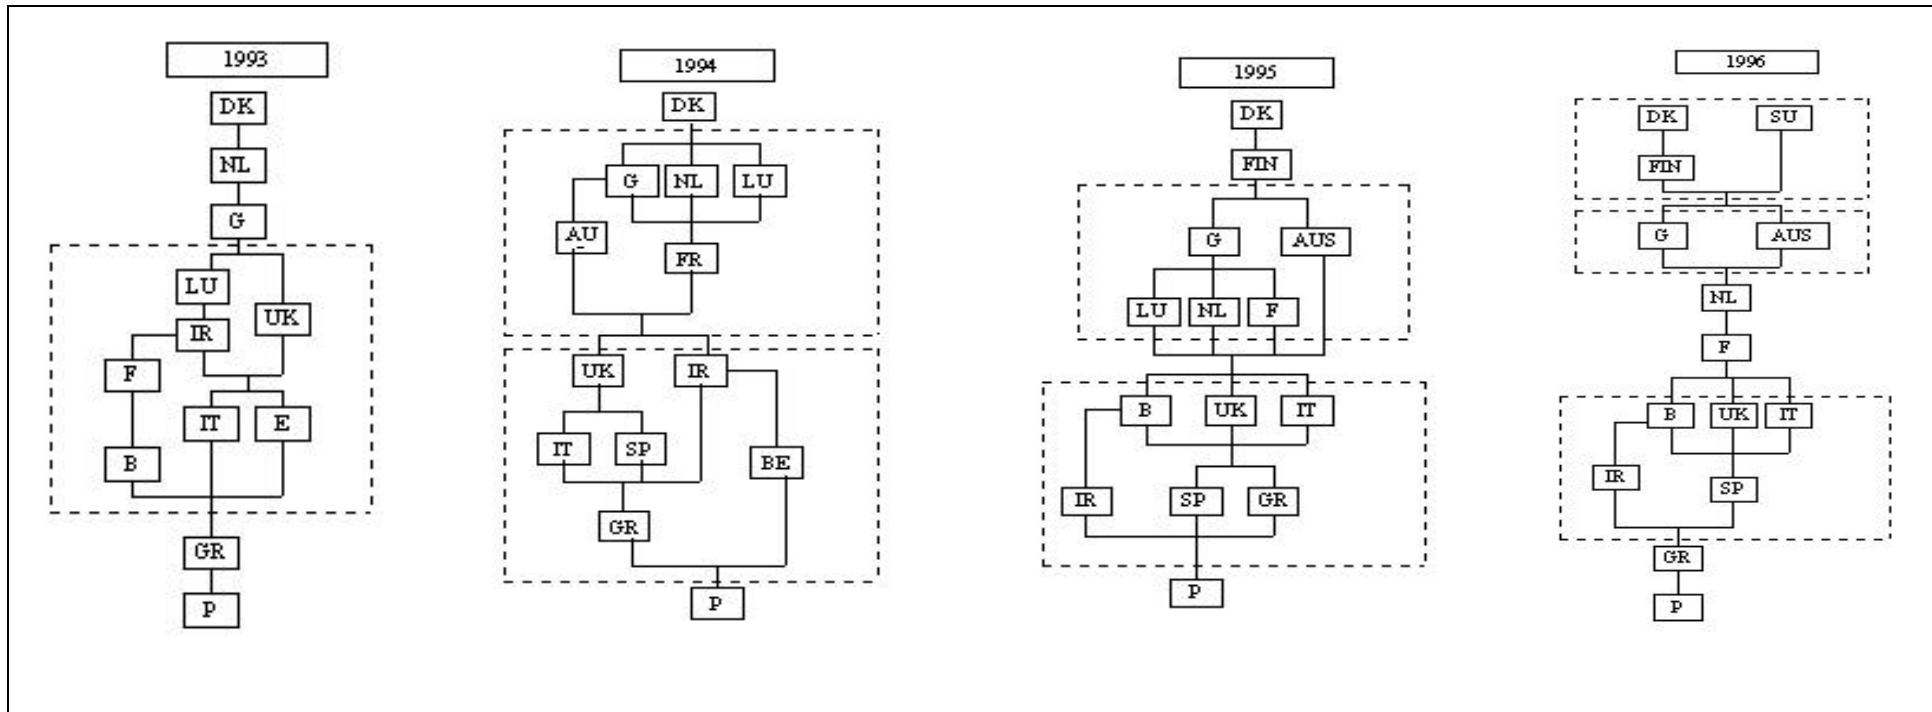 1993
DK
NL
G
LU
UK
IR
F
IT
E
B
GR
P
1994
DK
G
NL
LU
AU
FR
UK
IR
IT
SP
BE
GR
P
1995
DK
FIN
G
AUS
LU
NL
F
B
UK
IT
IR
SP
GR
P
1996
DK
SU
FIN
G
AUS
NL
F
B
UK
IT
IR
SP
GR
P